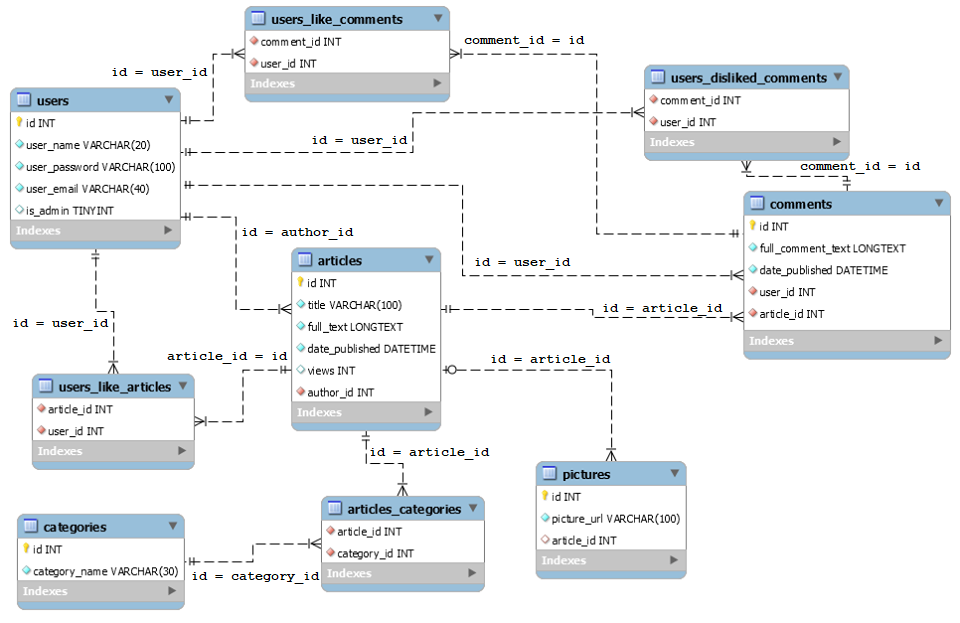 users_like_comments
comment_id INT
user_id INT
Indexes
comment_id = id
id = user_id
users_disliked_comments
comment_id INT
user_id INT
Indexes
users
id INT
user_name VARCHAR(20)
user_password VARCHAR(100)
user_email VARCHAR(40)
is_admin TINYINT
Indexes
id = user_id
comment_id = id
comments
id INT
full_comment_text LONGTEXT
date_published DATETIME
user_id INT
article_id INT
Indexes
id = author_id
id = user_id
articles
id INT
title VARCHAR(100)
full_text LONGTEXT
date_published DATETIME
views INT
author_id INT
Indexes
id = article_id
id = user_id
article_id = id
id = article_id
users_like_articles
article_id INT
user_id INT
Indexes
id = article_id
pictures
id INT
picture_url VARCHAR(100)
article_id INT
Indexes
articles_categories
article_id INT
category_id INT
Indexes
categories
id INT
category_name VARCHAR(30)
Indexes
id = category_id